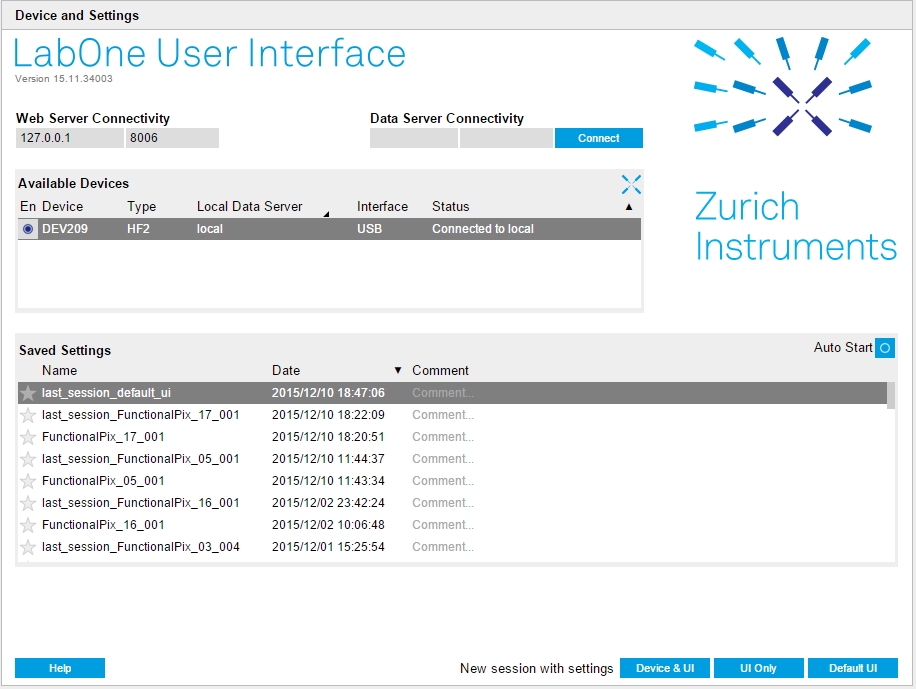 Device and Settings
LabOne User Interface
Version 15.11.34003
Web Server Connectivity Data Server Connectivity
127.0.0.1 8006 Connect
Available Devices
En Device Type Local Data Server Interface Status
DEV209 HF2 local USB Connected to local
Zurich
Instruments
Saved Settings Auto Start
Name Date Comment
last_session_default_ui 2015/12/10 18:47:06 Comment...
last_session_FunctionalPix_17_001 2015/12/10 18:22:09 Comment...
FunctionalPix_17_001 2015/12/10 18:20:51 Comment...
last_session_FunctionalPix_05_001 2015/12/10 11:44:37 Comment...
FunctionalPix_05_001 2015/12/10 11:43:34 Comment...
last_session_FunctionalPix_16_001 2015/12/02 23:42:24 Comment...
FunctionalPix_16_001 2015/12/02 10:06:48 Comment...
last_session_FunctionalPix_03_004 2015/12/01 15:25:54 Comment...
Help New session with settings Device & UI UI Only Default UI